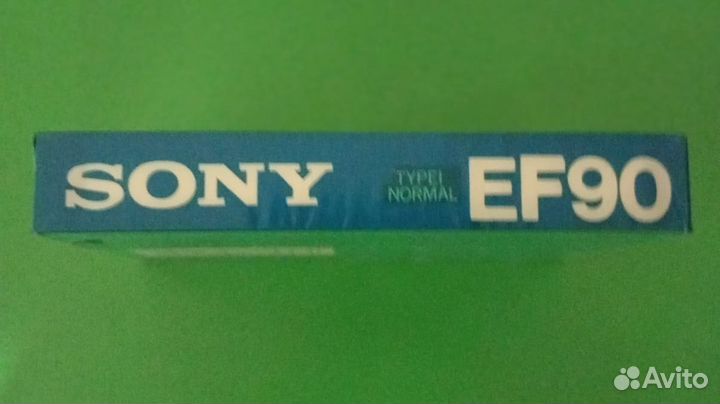 SONY
TYPE I
NORMAL
EF90
Avito